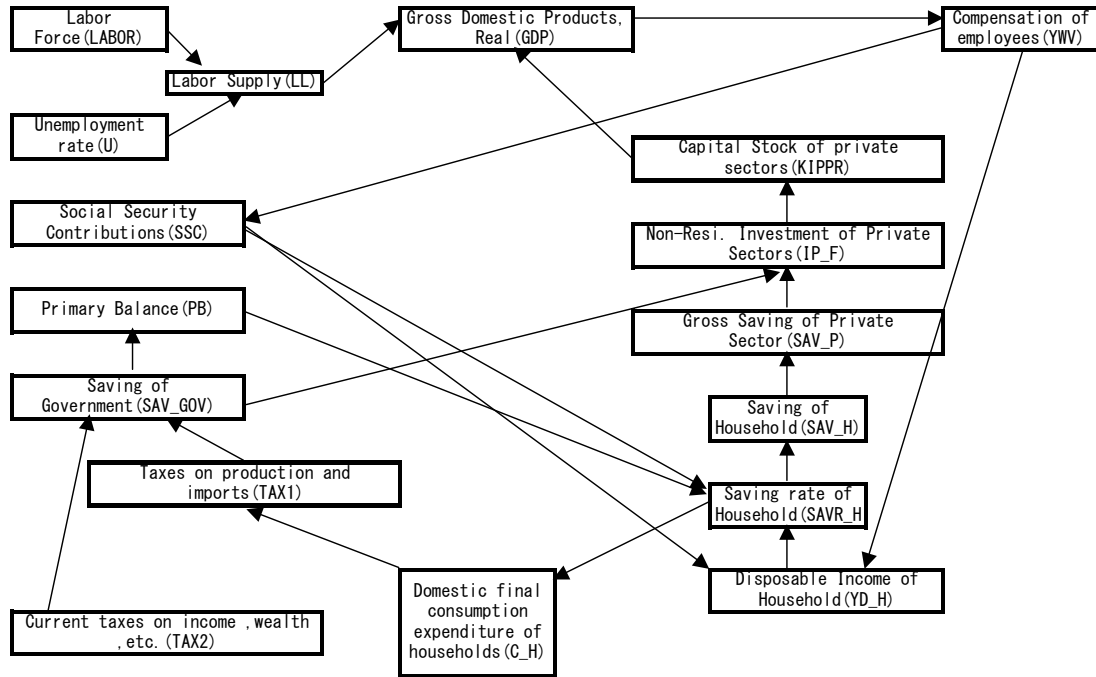 Labor
Force(LABOR)
Gross Domestic Products,
Real(GDP)
Compensation of
employees(YWV)
Labor Supply(LL)
Unemployment
rate(U)
Capital Stock of private
sectors(KIPPR)
Social Security
Contributions(SSC)
Non-Resi. Investment of Private
Sectors(IP_F)
Primary Balance(PB)
Gross Saving of Private
Sector(SAV_P)
Saving of
Government(SAV_GOV)
Saving of
Household(SAV_H)
Taxes on production and
imports(TAX1)
Saving rate of
Household(SAVR_H
Domestic final
consumption
expenditure of
households(C_H)
Disposable Income of
Household(YD_H)
Current taxes on income ,wealth
,etc.(TAX2)